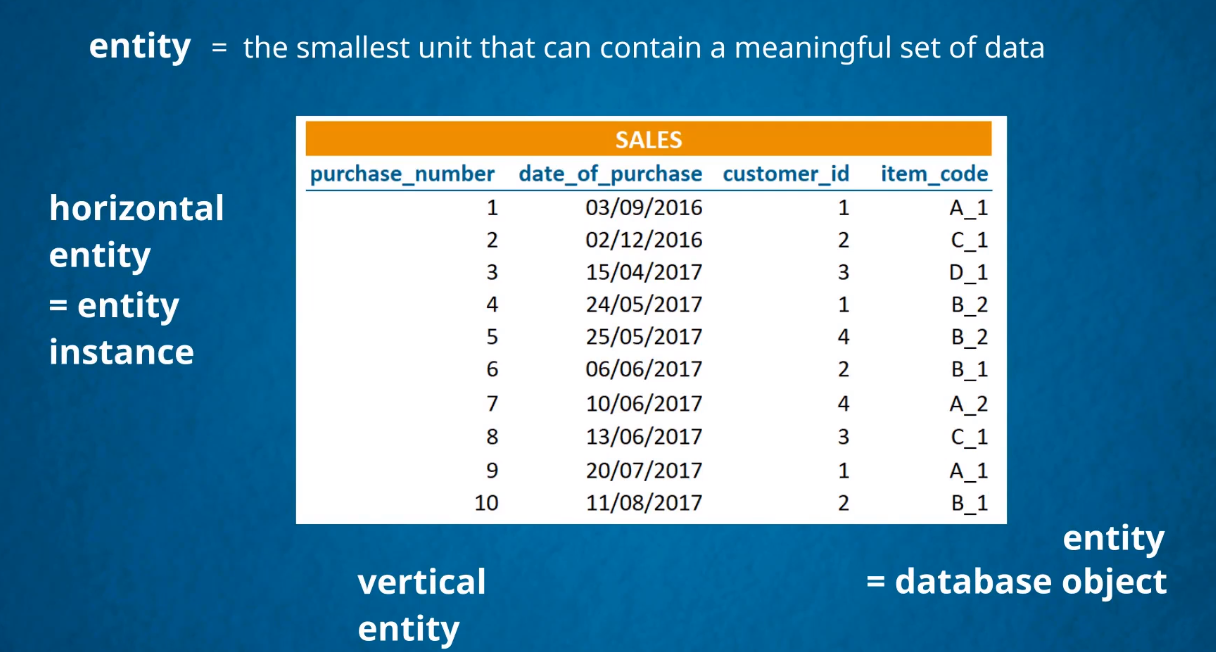 entity = the smallest unit that can contain a meaningful set of data
SALES
purchase_number date_of_purchase customer_id item_code
1 03/09/2016 1 A_1
2 02/12/2016 2 C_1
3 15/04/2017 3 D_1
4 24/05/2017 1 B_2
5 25/05/2017 4 B_2
6 06/06/2017 2 B_1
7 10/06/2017 4 A_2
8 13/06/2017 3 C_1
9 20/07/2017 1 A_1
10 11/08/2017 2 B_1
horizontal
entity
= entity
instance
vertical
entity
entity
= database object